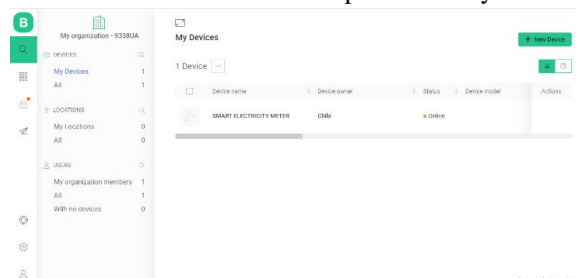 B
My organization - 9338UA
DEVICES
My Devices 1
All 1
LOCATIONS
My Locations 0
All 0
USERS
My organization members 1
All 1
With no devices 0
My Devices
+ New Device
1 Device
Device name Device owner Status Device model Actions
SMART ELECTRICITY METER Chibi Online